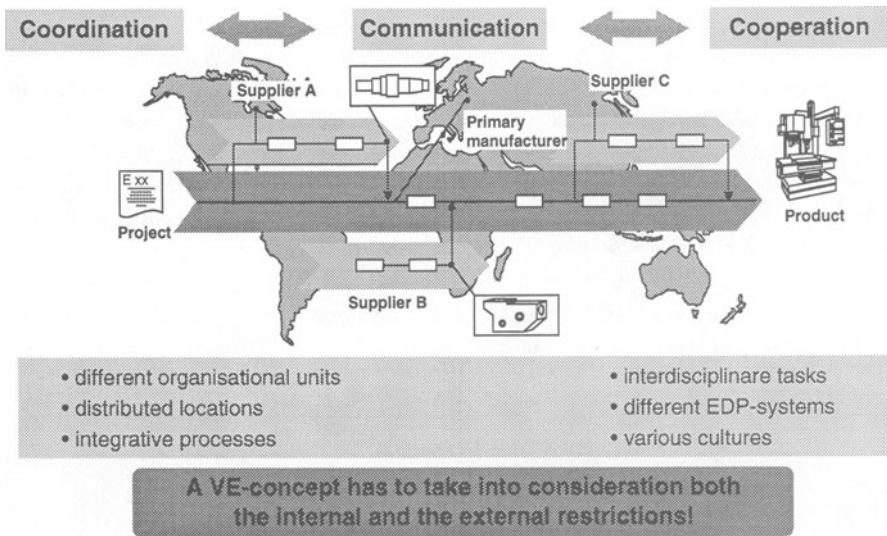 Coordination
Communication
Cooperation
Supplier A
Supplier C
Primary
manufacturer
E xx
Project
Product
Supplier B
• different organisational units
• distributed locations
• integrative processes
• interdisciplinare tasks
• different EDP-systems
• various cultures
A VE-concept has to take into consideration both
the internal and the external restrictions!